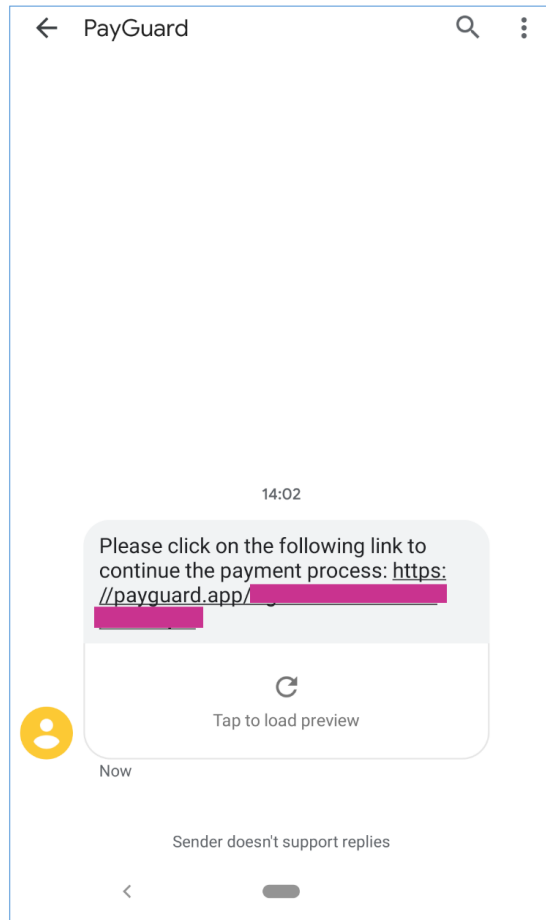 PayGuard
14:02
Please click on the following link to
continue the payment process: https:
//payguard.app/
Tap to load preview
Now
Sender doesn't support replies